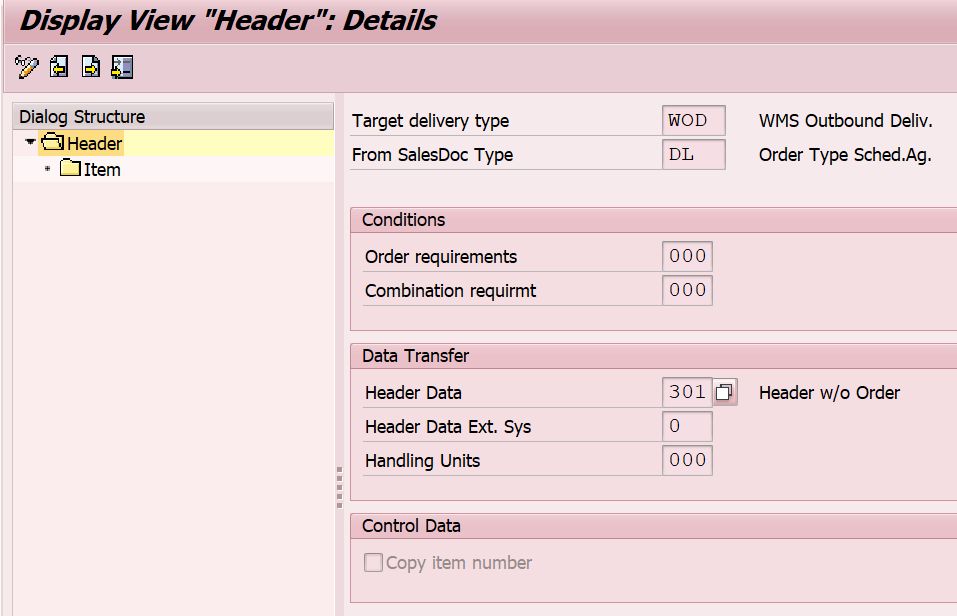 Display View "Header": Details
Dialog Structure
Header
Item
Target delivery type WOD WMS Outbound Deliv.
From SalesDoc Type DL Order Type Sched.Ag.
Conditions
Order requirements 000
Combination requirmt 000
Data Transfer
Header Data 301 Header w/o Order
Header Data Ext. Sys 0
Handling Units 000
Control Data
Copy item number